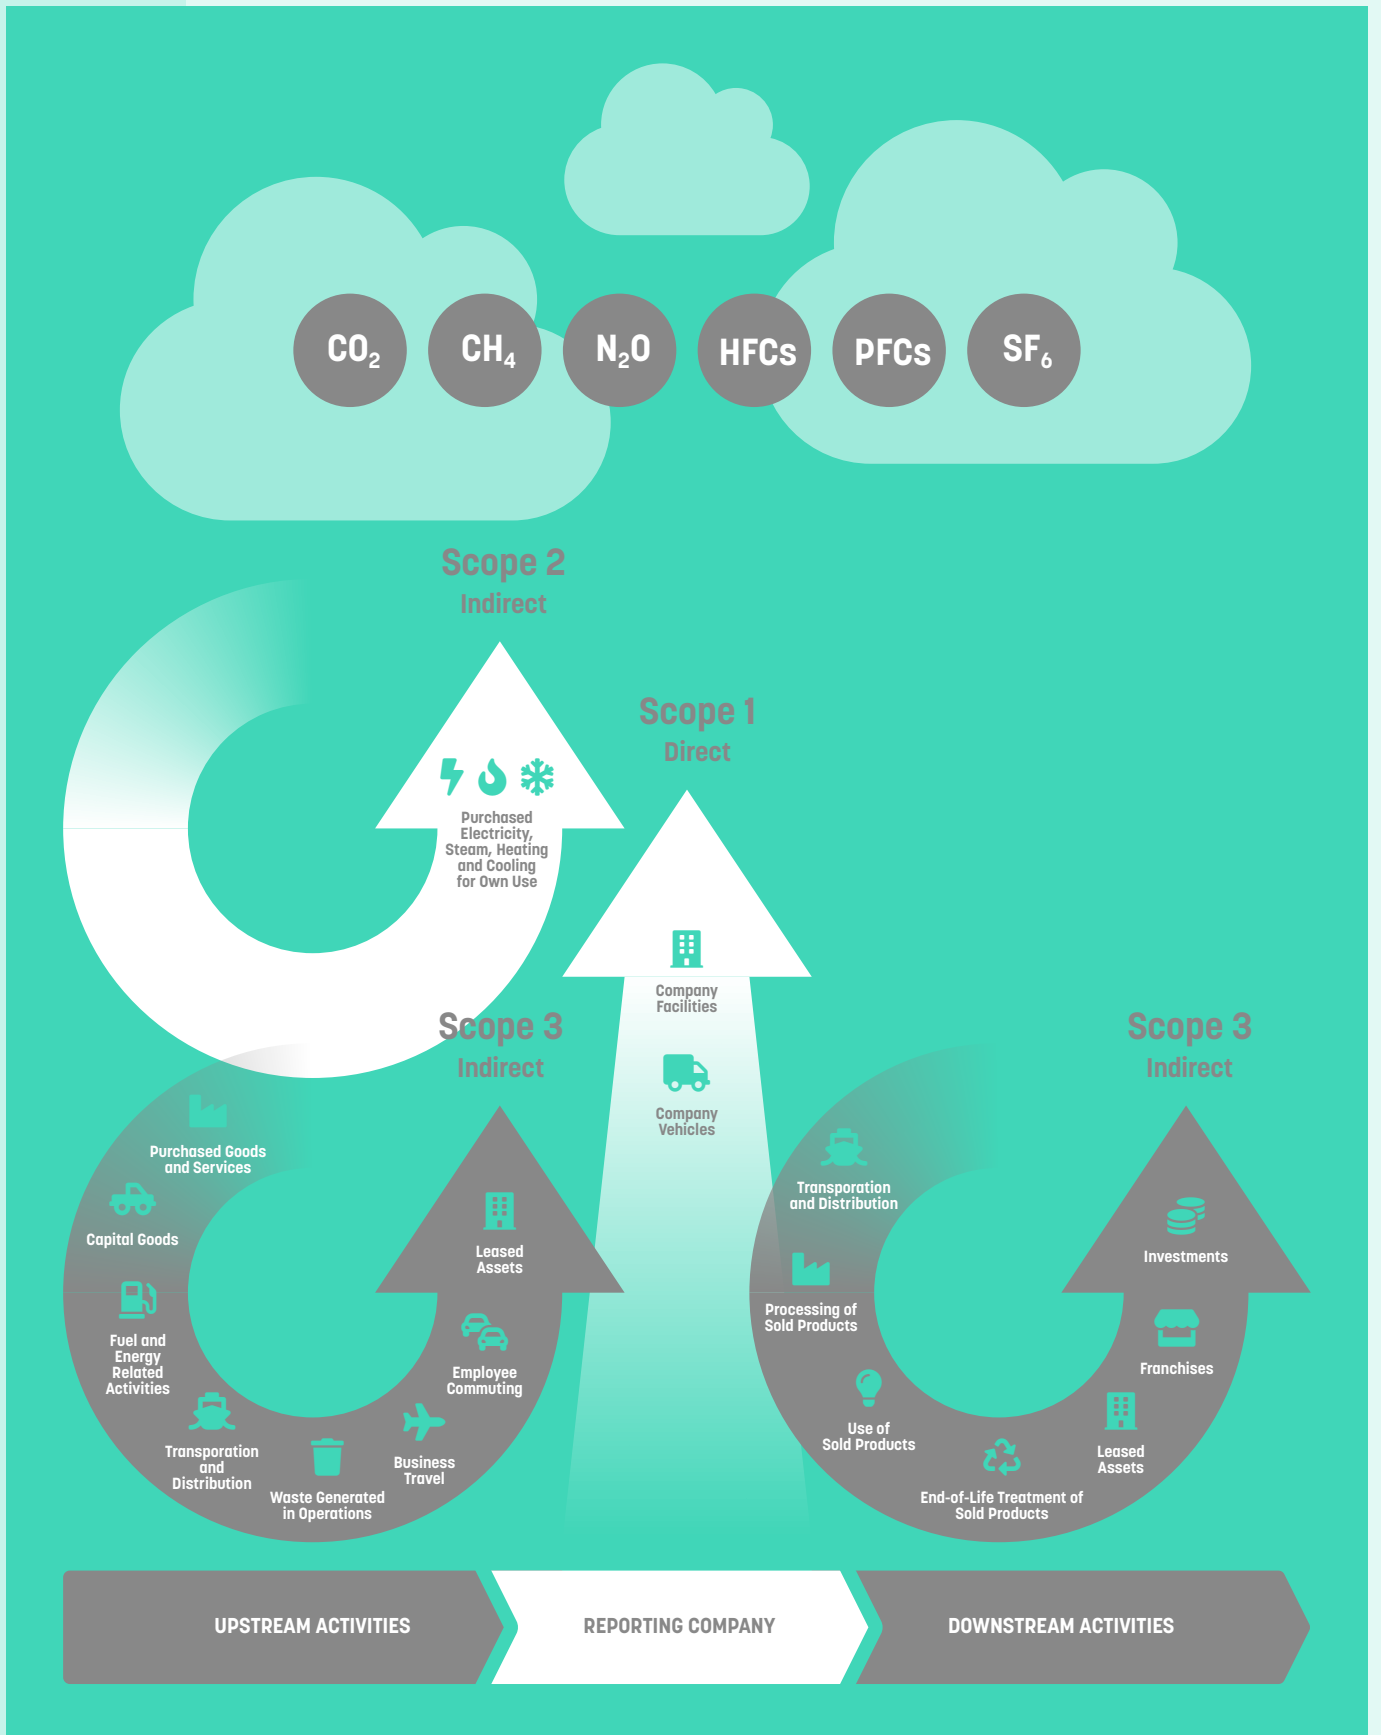 CO₂
CH₄
N₂O
HFCs
PFCs
SF₆
Scope 2
Indirect
Purchased
Electricity,
Steam, Heating
and Cooling
for Own Use
Scope 1
Direct
Company
Facilities
Company
Vehicles
Scope 3
Indirect
Purchased Goods
and Services
Capital Goods
Fuel and
Energy
Related
Activities
Transporation
and
Distribution
Waste Generated
in Operations
Business
Travel
Employee
Commuting
Leased
Assets
Scope 3
Indirect
Transporation
and Distribution
Processing of
Sold Products
Use of
Sold Products
End-of-Life Treatment of
Sold Products
Leased
Assets
Franchises
Investments
UPSTREAM ACTIVITIES
REPORTING COMPANY
DOWNSTREAM ACTIVITIES